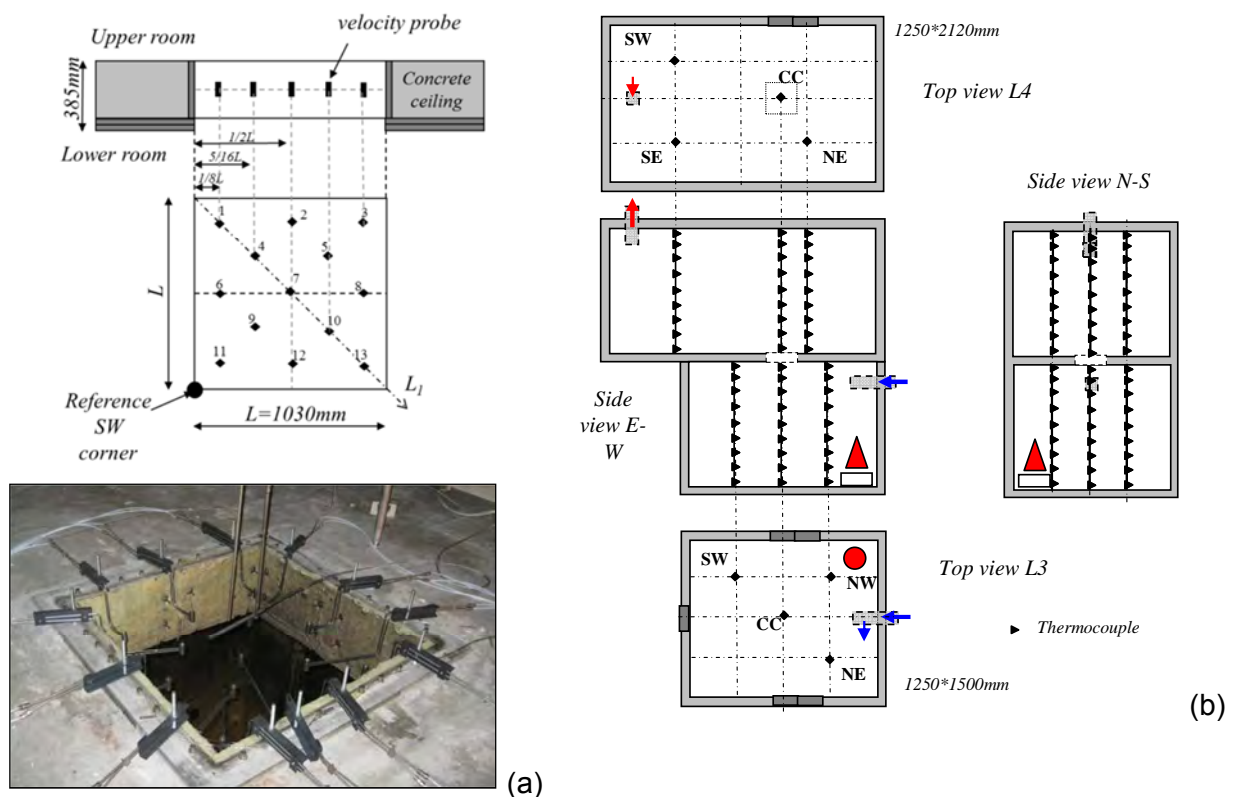 velocity probe
Upper room
Concrete
ceiling
385mm
Lower room
1/2L
5/16L
1/8L
1
2
3
4
5
6
7
8
9
10
11
12
13
L
L1
Reference
SW
corner
L=1030mm
(a)
1250*2120mm
SW
CC
Top view L4
SE
NE
Side view N-S
Side
view E-
W
SW
NW
Top view L3
CC
Thermocouple
NE
1250*1500mm
(b)